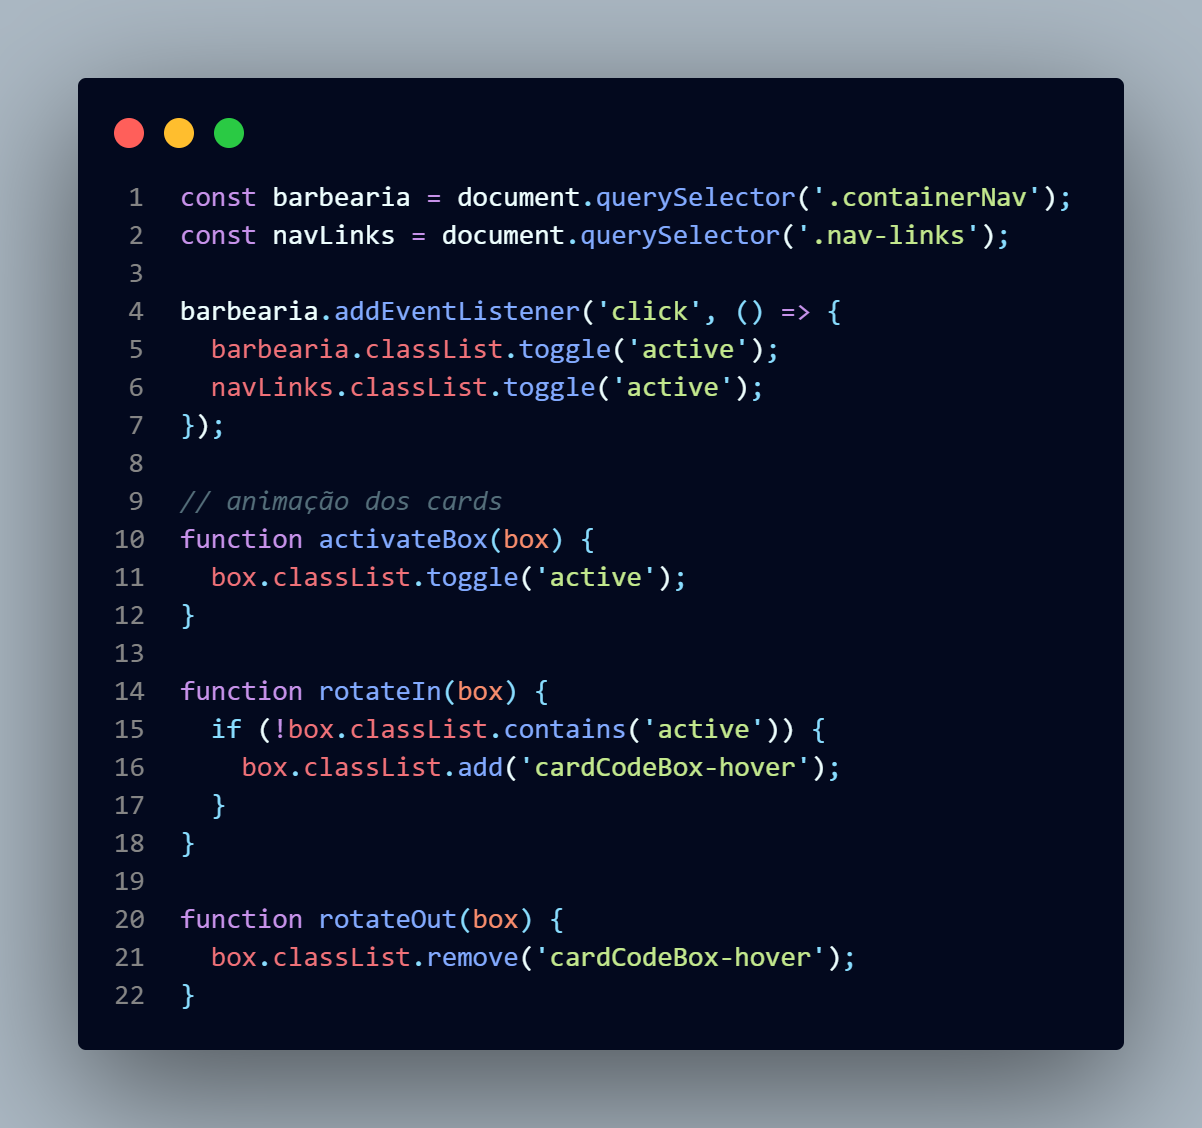 1 const barbearia = document.querySelector('.containerNav');
2 const navLinks = document.querySelector('.nav-links');
3
4 barbearia.addEventListener('click', () => {
5   barbearia.classList.toggle('active');
6   navLinks.classList.toggle('active');
7 });
8
9 // animação dos cards
10 function activateBox(box) {
11   box.classList.toggle('active');
12 }
13
14 function rotateIn(box) {
15   if (!box.classList.contains('active')) {
16     box.classList.add('cardCodeBox-hover');
17   }
18 }
19
20 function rotateOut(box) {
21   box.classList.remove('cardCodeBox-hover');
22 }